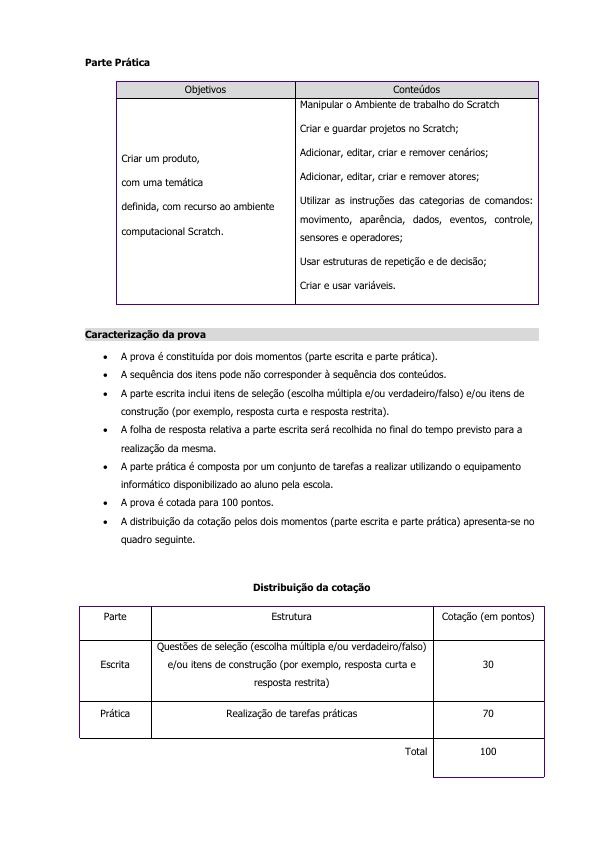 Parte Prática
Objetivos
Conteúdos
Criar um produto,
com uma temática
definida, com recurso ao ambiente
computacional Scratch.
Manipular o Ambiente de trabalho do Scratch
Criar e guardar projetos no Scratch;
Adicionar, editar, criar e remover cenários;
Adicionar, editar, criar e remover atores;
Utilizar as instruções das categorias de comandos:
movimento, aparência, dados, eventos, controle,
sensores e operadores;
Usar estruturas de repetição e de decisão;
Criar e usar variáveis.
Caracterização da prova
• A prova é constituída por dois momentos (parte escrita e parte prática).
• A sequência dos itens pode não corresponder à sequência dos conteúdos.
• A parte escrita inclui itens de seleção (escolha múltipla e/ou verdadeiro/falso) e/ou itens de
construção (por exemplo, resposta curta e resposta restrita).
• A folha de resposta relativa a parte escrita será recolhida no final do tempo previsto para a
realização da mesma.
• A parte prática é composta por um conjunto de tarefas a realizar utilizando o equipamento
informático disponibilizado ao aluno pela escola.
• A prova é cotada para 100 pontos.
• A distribuição da cotação pelos dois momentos (parte escrita e parte prática) apresenta-se no
quadro seguinte.
Distribuição da cotação
Parte
Estrutura
Cotação (em pontos)
Escrita
Questões de seleção (escolha múltipla e/ou verdadeiro/falso)
e/ou itens de construção (por exemplo, resposta curta e
resposta restrita)
30
Prática
Realização de tarefas práticas
70
Total
100